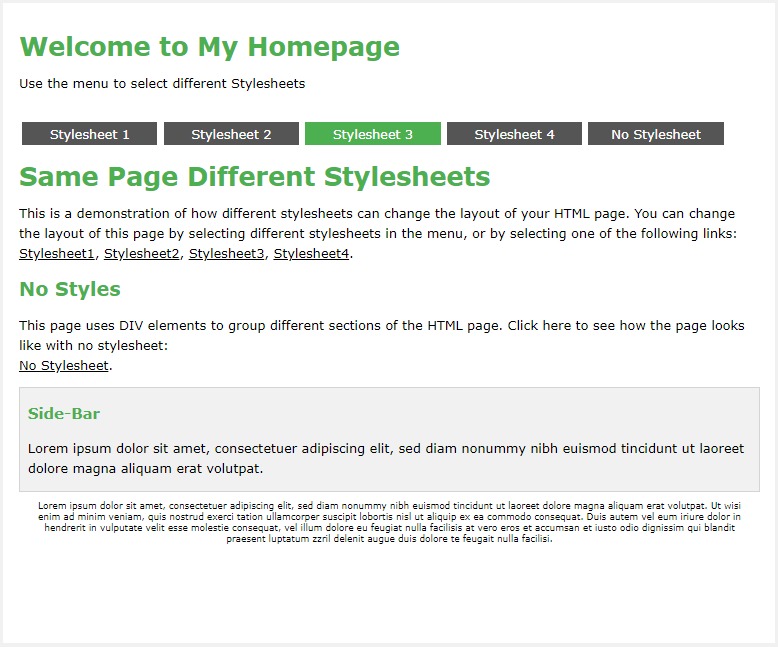 Welcome to My Homepage
Use the menu to select different Stylesheets
Stylesheet 1 Stylesheet 2 Stylesheet 3 Stylesheet 4 No Stylesheet
Same Page Different Stylesheets
This is a demonstration of how different stylesheets can change the layout of your HTML page. You can change
the layout of this page by selecting different stylesheets in the menu, or by selecting one of the following links:
Stylesheet1, Stylesheet2, Stylesheet3, Stylesheet4.
No Styles
This page uses DIV elements to group different sections of the HTML page. Click here to see how the page looks
like with no stylesheet:
No Stylesheet.
Side-Bar
Lorem ipsum dolor sit amet, consectetuer adipiscing elit, sed diam nonummy nibh euismod tincidunt ut laoreet
dolore magna aliquam erat volutpat.
Lorem ipsum dolor sit amet, consectetuer adipiscing elit, sed diam nonummy nibh euismod tincidunt ut laoreet dolore magna aliquam erat volutpat. Ut wisi
enim ad minim veniam, quis nostrud exerci tation ullamcorper suscipit lobortis nisl ut aliquip ex ea commodo consequat. Duis autem vel eum iriure dolor in
hendrerit in vulputate velit esse molestie consequat, vel illum dolore eu feugiat nulla facilisis at vero eros et accumsan et iusto odio dignissim qui blandit
praesent luptatum zzril delenit augue duis dolore te feugait nulla facilisi.